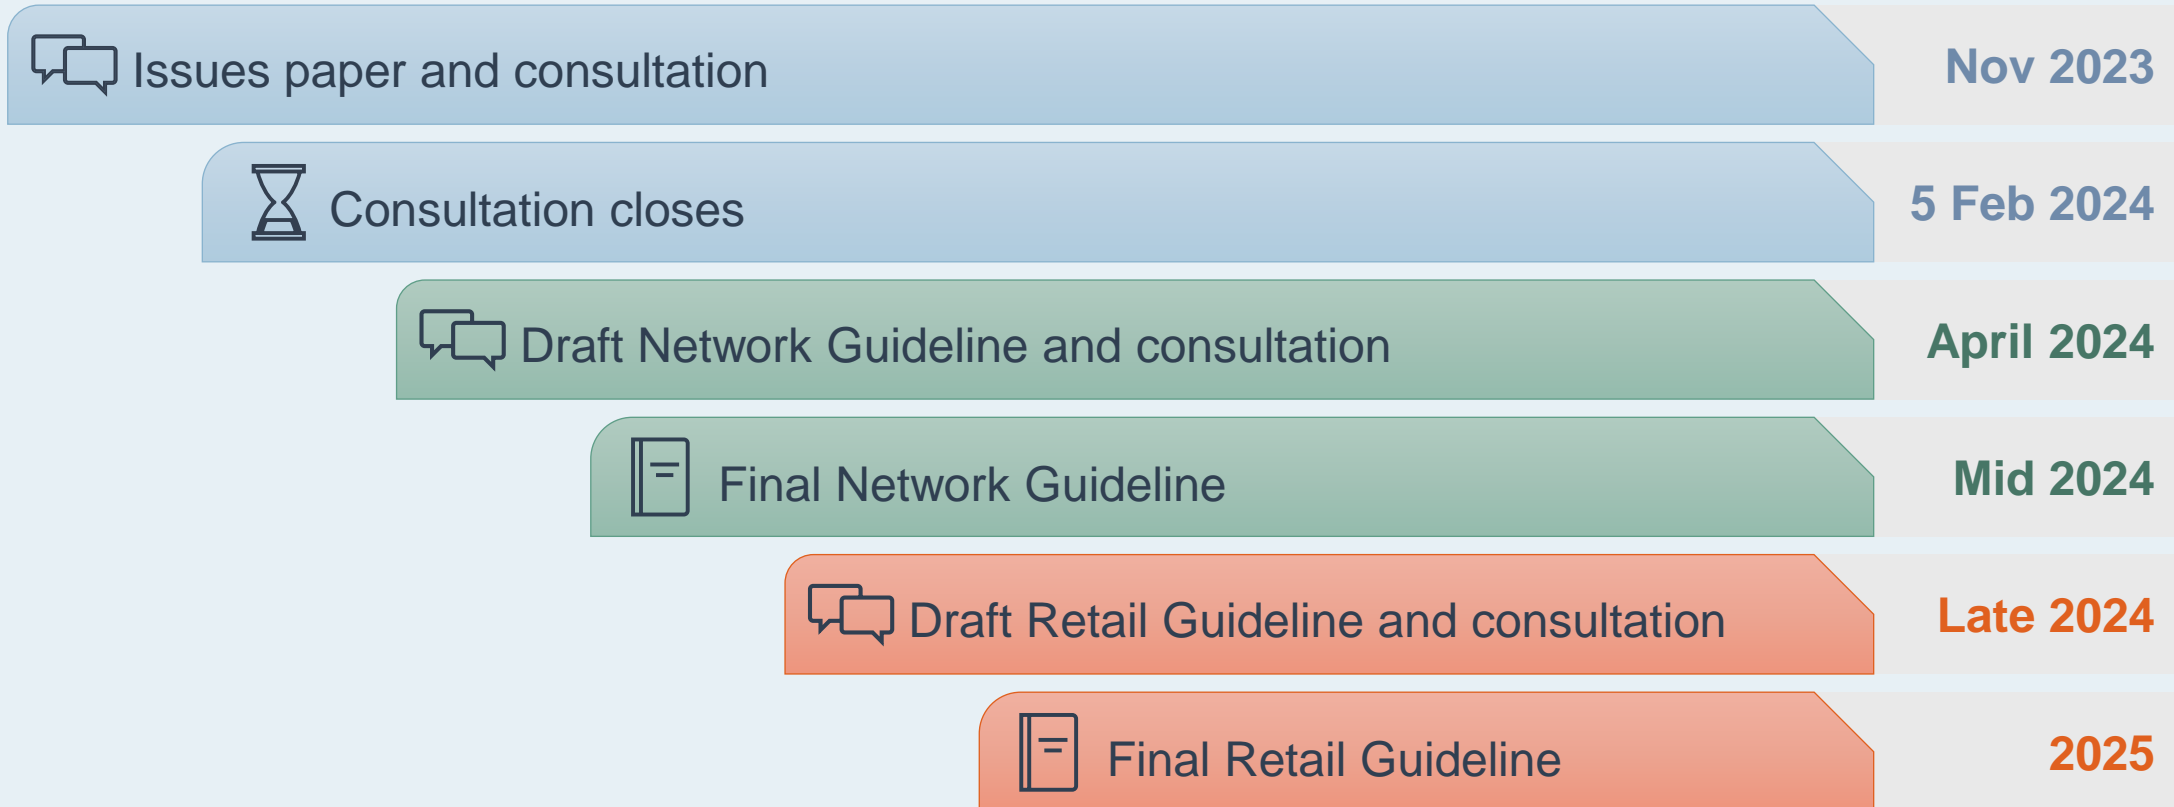 Issues paper and consultation Nov 2023
Consultation closes 5 Feb 2024
Draft Network Guideline and consultation April 2024
Final Network Guideline Mid 2024
Draft Retail Guideline and consultation Late 2024
Final Retail Guideline 2025